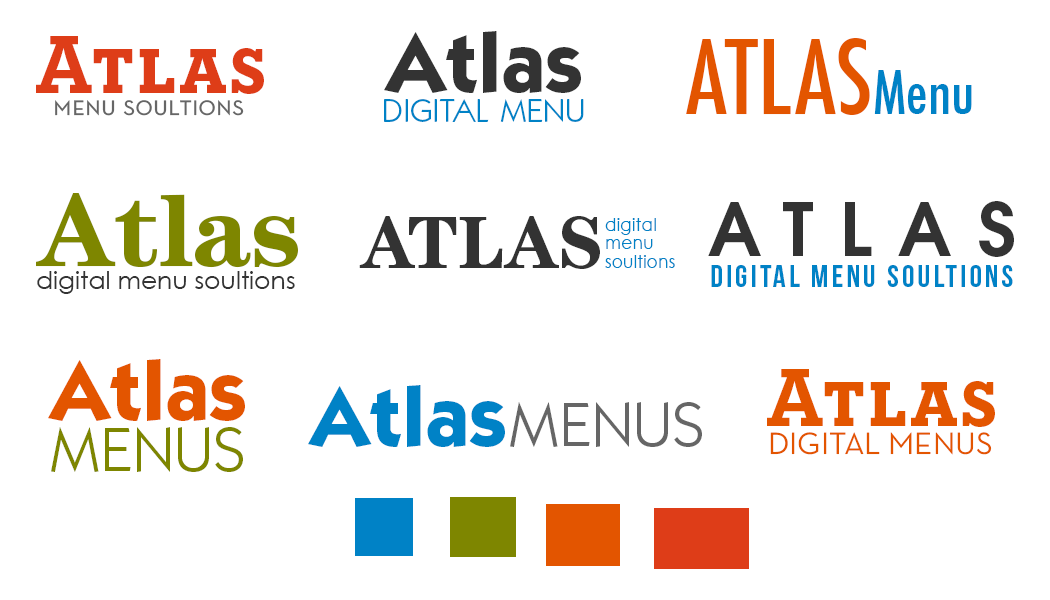 ATLAS
MENU SOULTIONS
Atlas
DIGITAL MENU
ATLASMenu
Atlas
digital menu soultions
ATLAS
digital
menu
soultions
ATLAS
DIGITAL MENU SOULTIONS
Atlas
MENUS
AtlasMENUS
ATLAS
DIGITAL MENUS